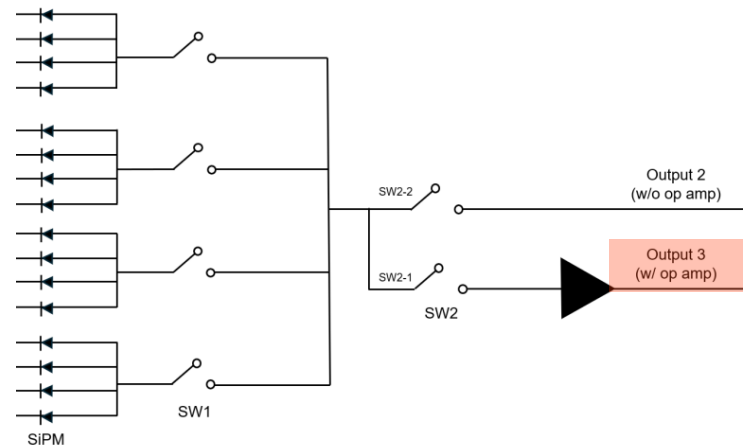 SW2-2
Output 2
(w/o op amp)
SW2-1
Output 3
(w/ op amp)
SW2
SW1
SiPM